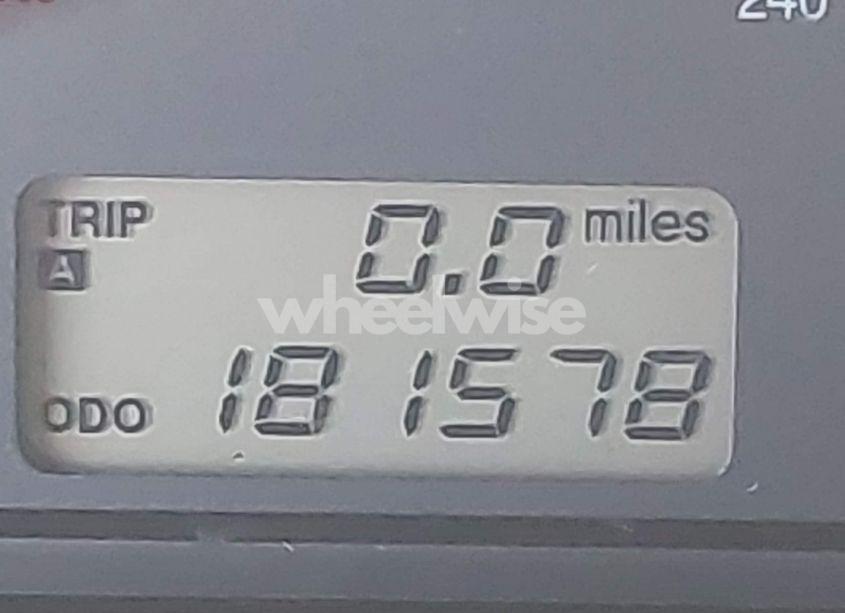 240
TRIP 0.0 miles
A
wheelwise
ODO 181578